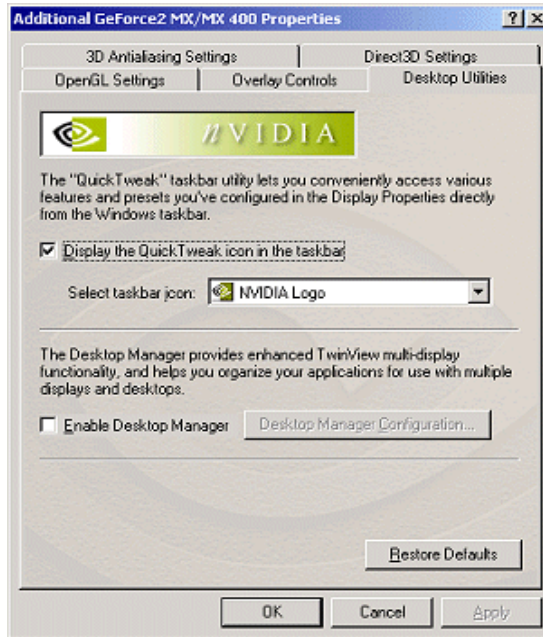 Additional GeForce2 MX/MX 400 Properties
3D Antialiasing Settings
Direct3D Settings
OpenGL Settings
Overlay Controls
Desktop Utilities
nVIDIA
The "QuickTweak" taskbar utility lets you conveniently access various
features and presets you've configured in the Display Properties directly
from the Windows taskbar.
Display the QuickTweak icon in the taskbar
Select taskbar icon: NVIDIA Logo
The Desktop Manager provides enhanced TwinView multi-display
functionality, and helps you organize your applications for use with multiple
displays and desktops.
Enable Desktop Manager
Desktop Manager Configuration...
Restore Defaults
OK
Cancel
Apply